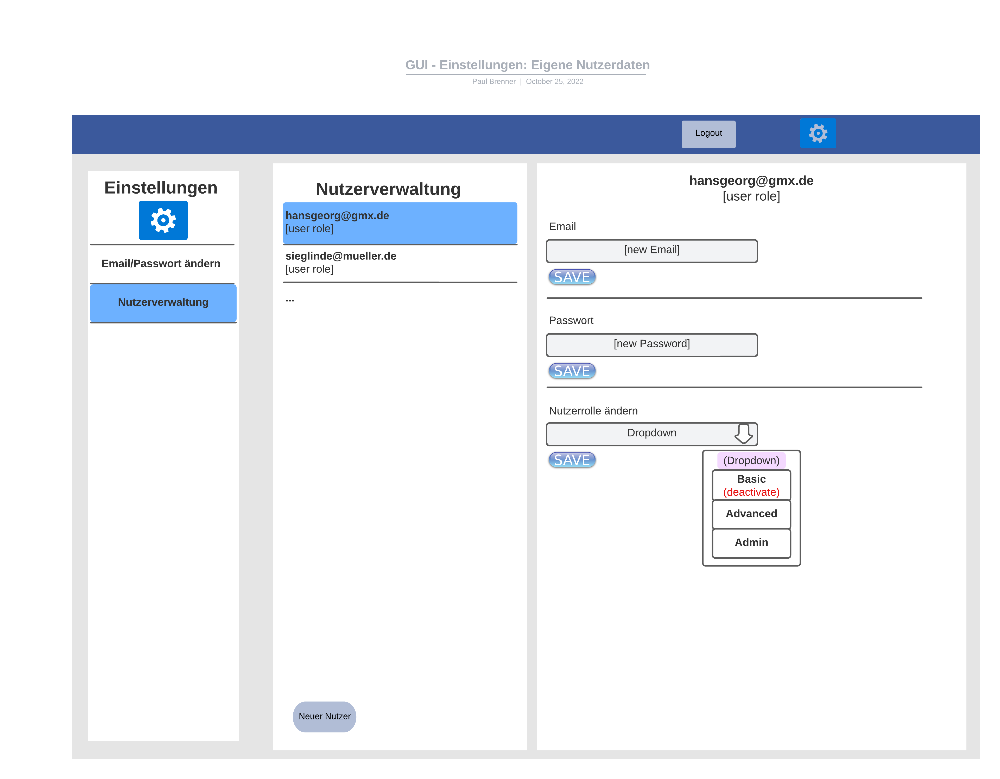 GUI - Einstellungen: Eigene Nutzerdaten
Paul Brenner | October 25, 2022
Logout
Einstellungen
Email/Passwort ändern
Nutzerverwaltung
Nutzerverwaltung
hansgeorg@gmx.de
[user role]
sieglinde@mueller.de
[user role]
...
Neuer Nutzer
hansgeorg@gmx.de
[user role]
Email
[new Email]
SAVE
Passwort
[new Password]
SAVE
Nutzerrolle ändern
Dropdown
SAVE
(Dropdown)
Basic
(deactivate)
Advanced
Admin